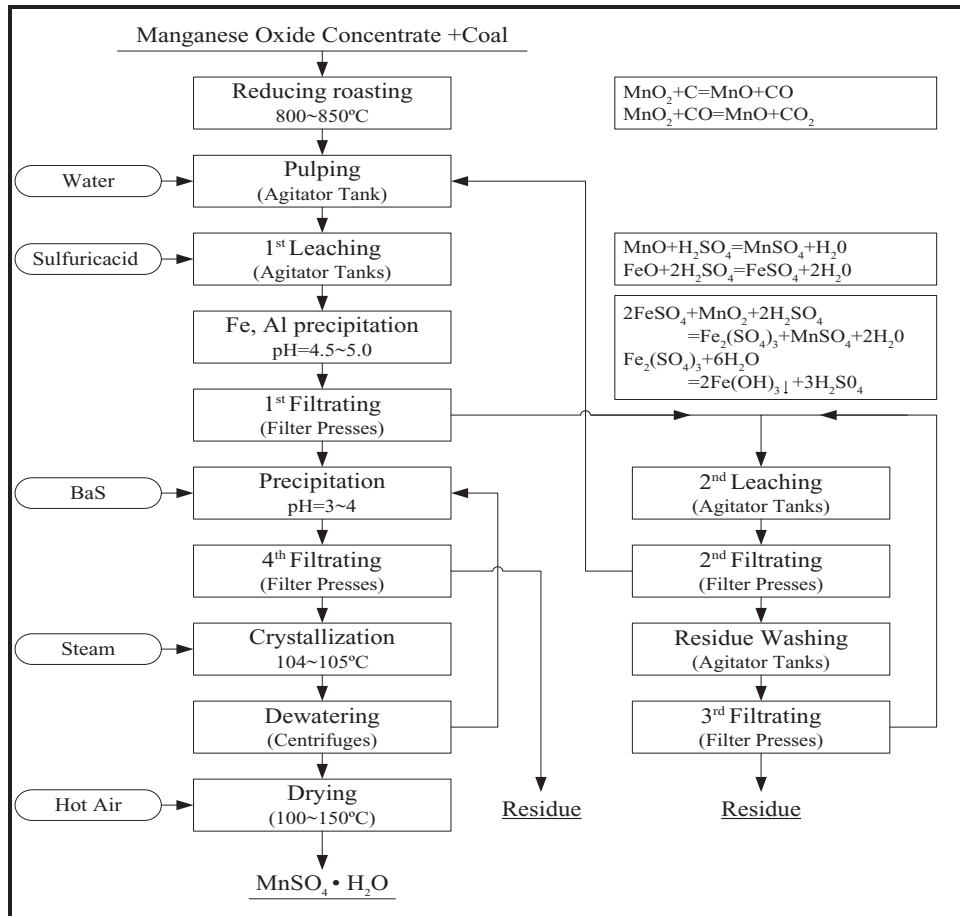 Manganese Oxide Concentrate +Coal
Reducing roasting
800~850ºC
MnO₂+C=MnO+CO
MnO₂+CO=MnO+CO₂
Water
Pulping
(Agitator Tank)
Sulfuricacid
1st Leaching
(Agitator Tanks)
MnO+H₂SO₄=MnSO₄+H₂0
FeO+2H₂SO₄=FeSO₄+2H₂0
Fe, Al precipitation
pH=4.5~5.0
2FeSO₄+MnO₂+2H₂SO₄
=Fe₂(SO₄)₃+MnSO₄+2H₂0
Fe₂(SO₄)₃+6H₂O
=2Fe(OH)₃↓+3H₂S0₄
1st Filtrating
(Filter Presses)
BaS
Precipitation
pH=3~4
2nd Leaching
(Agitator Tanks)
4th Filtrating
(Filter Presses)
2nd Filtrating
(Filter Presses)
Steam
Crystallization
104~105ºC
Residue Washing
(Agitator Tanks)
Dewatering
(Centrifuges)
3rd Filtrating
(Filter Presses)
Hot Air
Drying
(100~150ºC)
Residue
Residue
MnSO₄ • H₂O